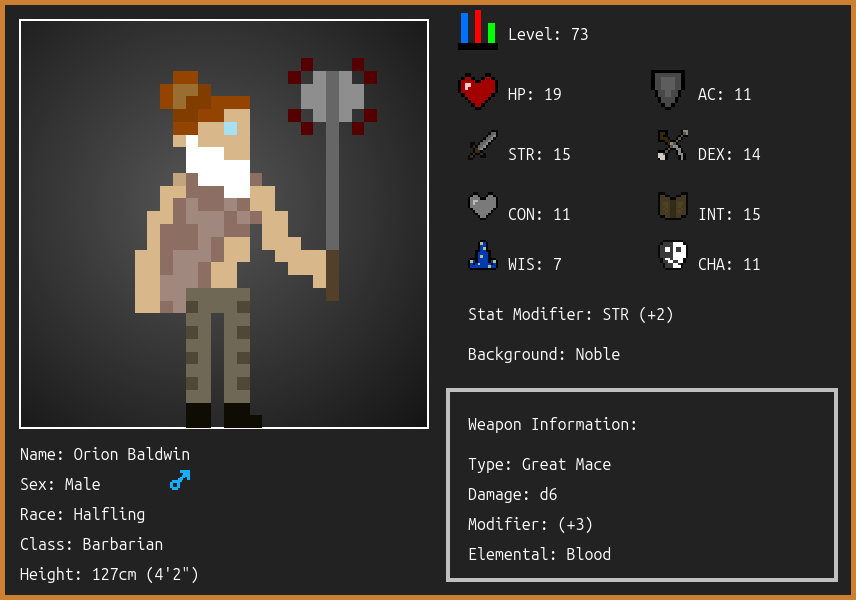 Level: 73
HP: 19
AC: 11
STR: 15
DEX: 14
CON: 11
INT: 15
WIS: 7
CHA: 11
Stat Modifier: STR (+2)
Background: Noble
Weapon Information:
Type: Great Mace
Damage: d6
Modifier: (+3)
Elemental: Blood
Name: Orion Baldwin
Sex: Male
Race: Halfling
Class: Barbarian
Height: 127cm (4'2")